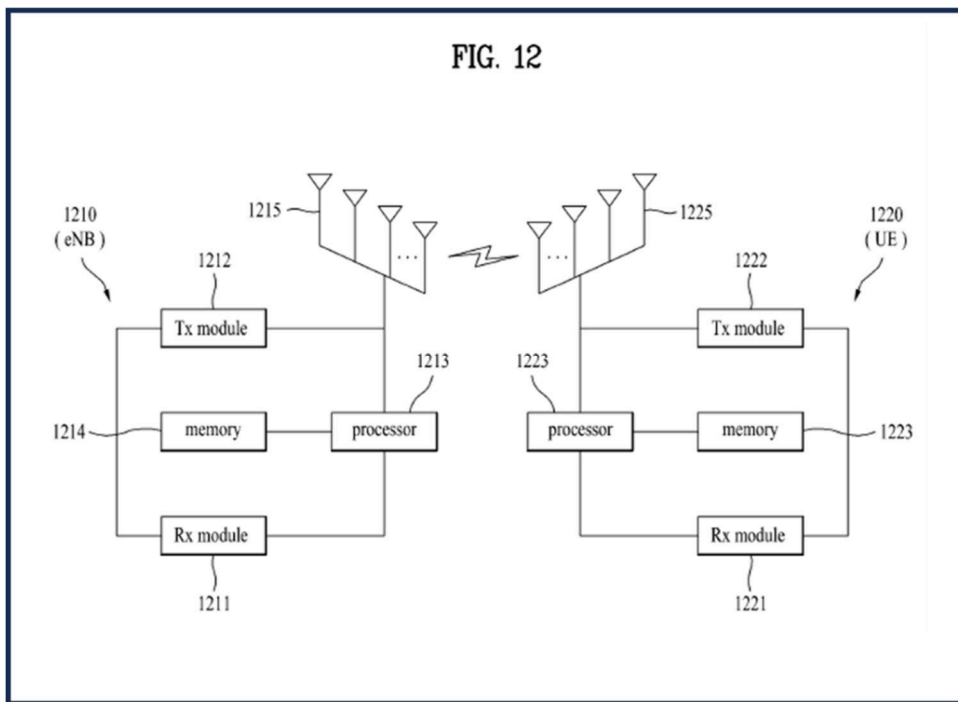 FIG. 12
1210
( eNB )
1215
1225
1220
( UE )
1212
1222
Tx module
Tx module
1213
1223
1214
memory
processor
processor
memory
1223
Rx module
Rx module
1211
1221